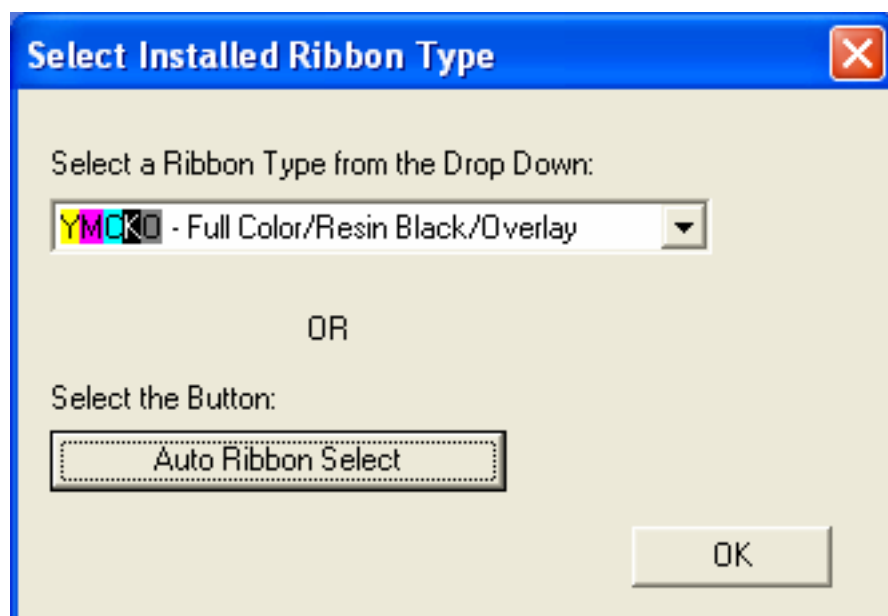 Select Installed Ribbon Type
Select a Ribbon Type from the Drop Down:
YMCKO - Full Color/Resin Black/Overlay
OR
Select the Button:
Auto Ribbon Select
OK